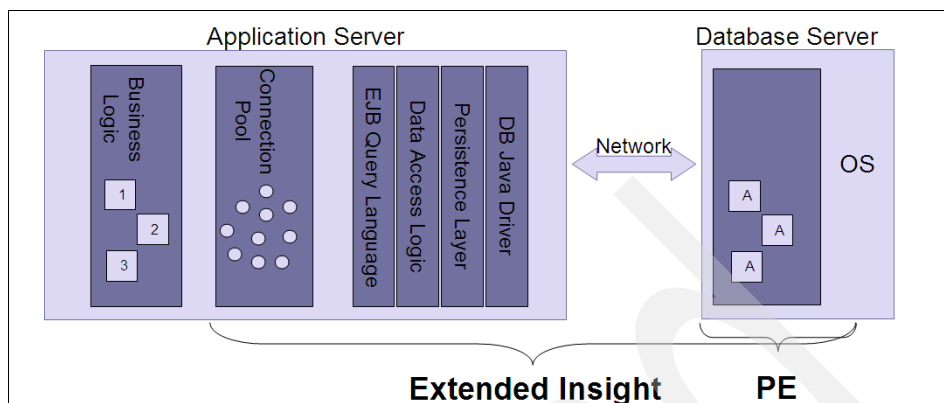 Application Server
Database Server
Business
Logic
1
2
3
Connection
Pool
EJB Query Language
Data Access Logic
Persistence Layer
DB Java Driver
Network
A
A
A
OS
Extended Insight
PE